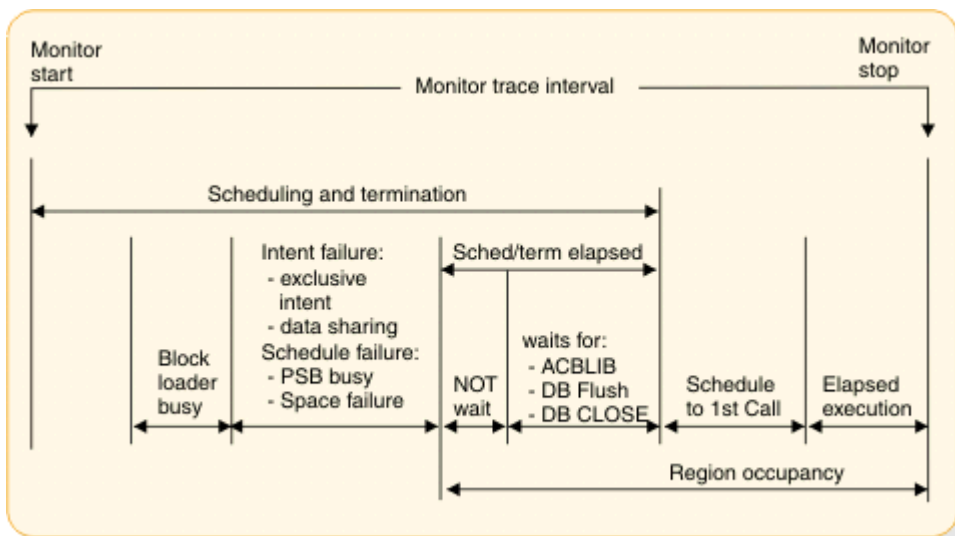 Monitor
start
Monitor
stop
Monitor trace interval
Scheduling and termination
Intent failure:
- exclusive
intent
- data sharing
Schedule failure:
- PSB busy
- Space failure
Sched/term elapsed
Block
loader
busy
NOT
wait
waits for:
- ACBLIB
- DB Flush
- DB CLOSE
Schedule
to 1st Call
Elapsed
execution
Region occupancy